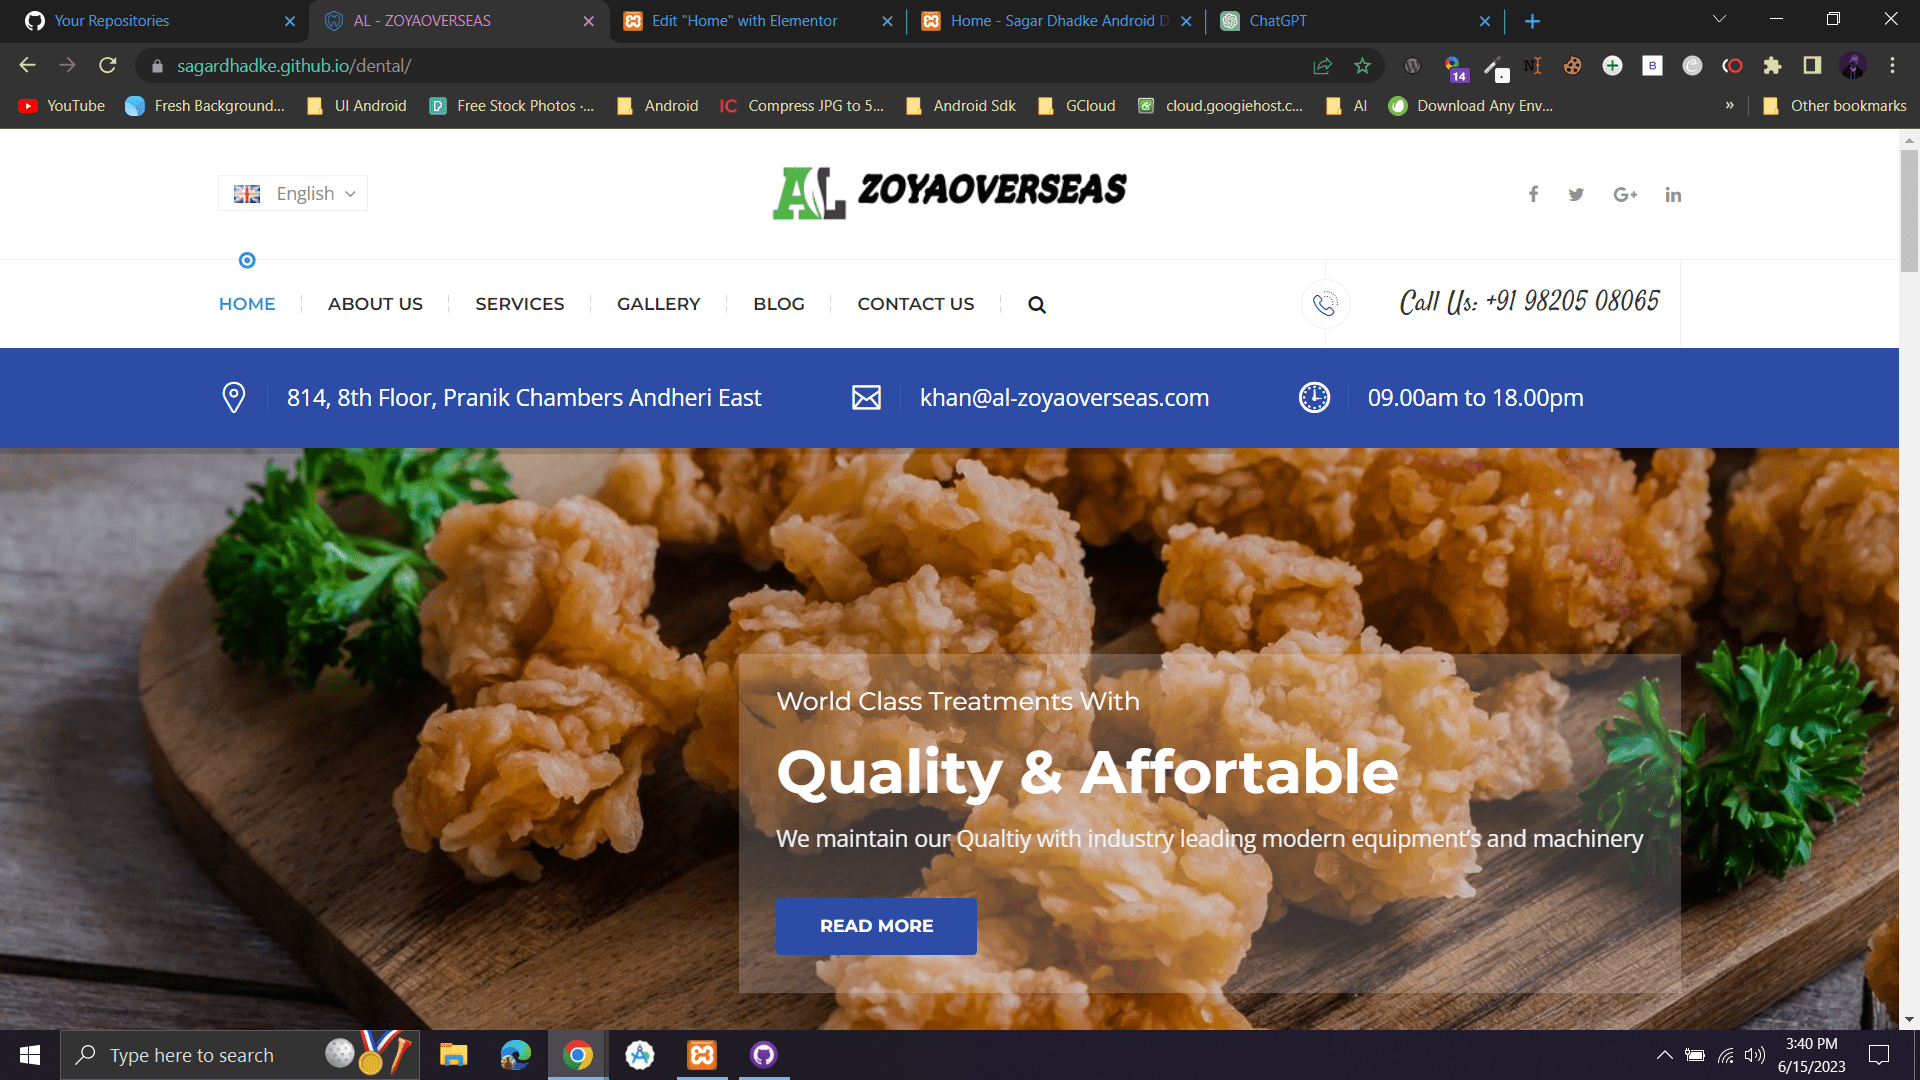 Your Repositories
AL - ZOYAOVERSEAS
Edit "Home" with Elementor
Home - Sagar Dhadke Android D
ChatGPT
sagardhadke.github.io/dental/
14
B
YouTube
Fresh Background...
UI Android
Free Stock Photos ·...
Android
IC Compress JPG to 5...
Android Sdk
GCloud
cloud.googiehost.c...
AI
Download Any Env...
»
Other bookmarks
English
AL ZOYAOVERSEAS
HOME
ABOUT US
SERVICES
GALLERY
BLOG
CONTACT US
Call Us: +91 98205 08065
814, 8th Floor, Pranik Chambers Andheri East
khan@al-zoyaoverseas.com
09.00am to 18.00pm
World Class Treatments With
Quality & Affortable
We maintain our Qualtiy with industry leading modern equipment's and machinery
READ MORE
Type here to search
3:40 PM
6/15/2023